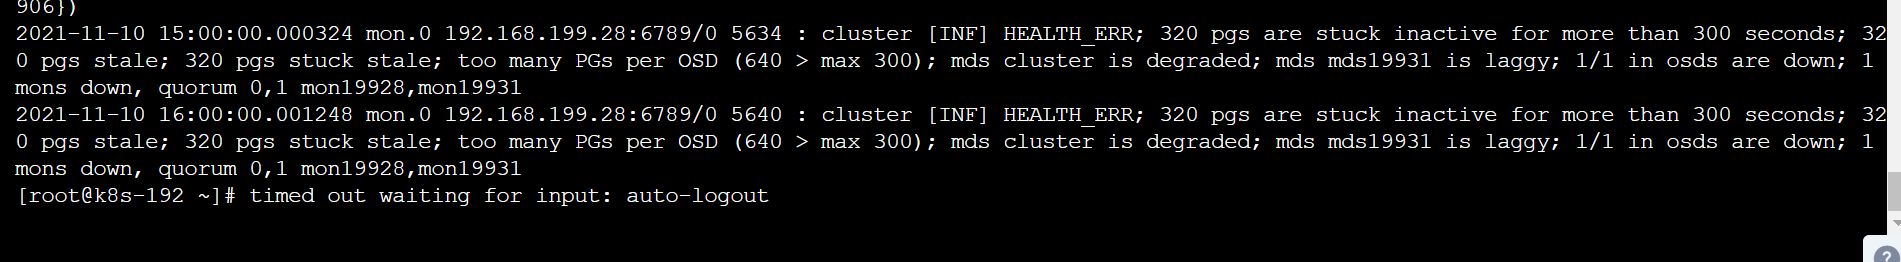 906})
2021-11-10 15:00:00.000324 mon.0 192.168.199.28:6789/0 5634 : cluster [INF] HEALTH_ERR; 320 pgs are stuck inactive for more than 300 seconds; 32
0 pgs stale; 320 pgs stuck stale; too many PGs per OSD (640 > max 300); mds cluster is degraded; mds mds19931 is laggy; 1/1 in osds are down; 1
mons down, quorum 0,1 mon19928,mon19931
2021-11-10 16:00:00.001248 mon.0 192.168.199.28:6789/0 5640 : cluster [INF] HEALTH_ERR; 320 pgs are stuck inactive for more than 300 seconds; 32
0 pgs stale; 320 pgs stuck stale; too many PGs per OSD (640 > max 300); mds cluster is degraded; mds mds19931 is laggy; 1/1 in osds are down; 1
mons down, quorum 0,1 mon19928,mon19931
[root@k8s-192 ~]# timed out waiting for input: auto-logout
?